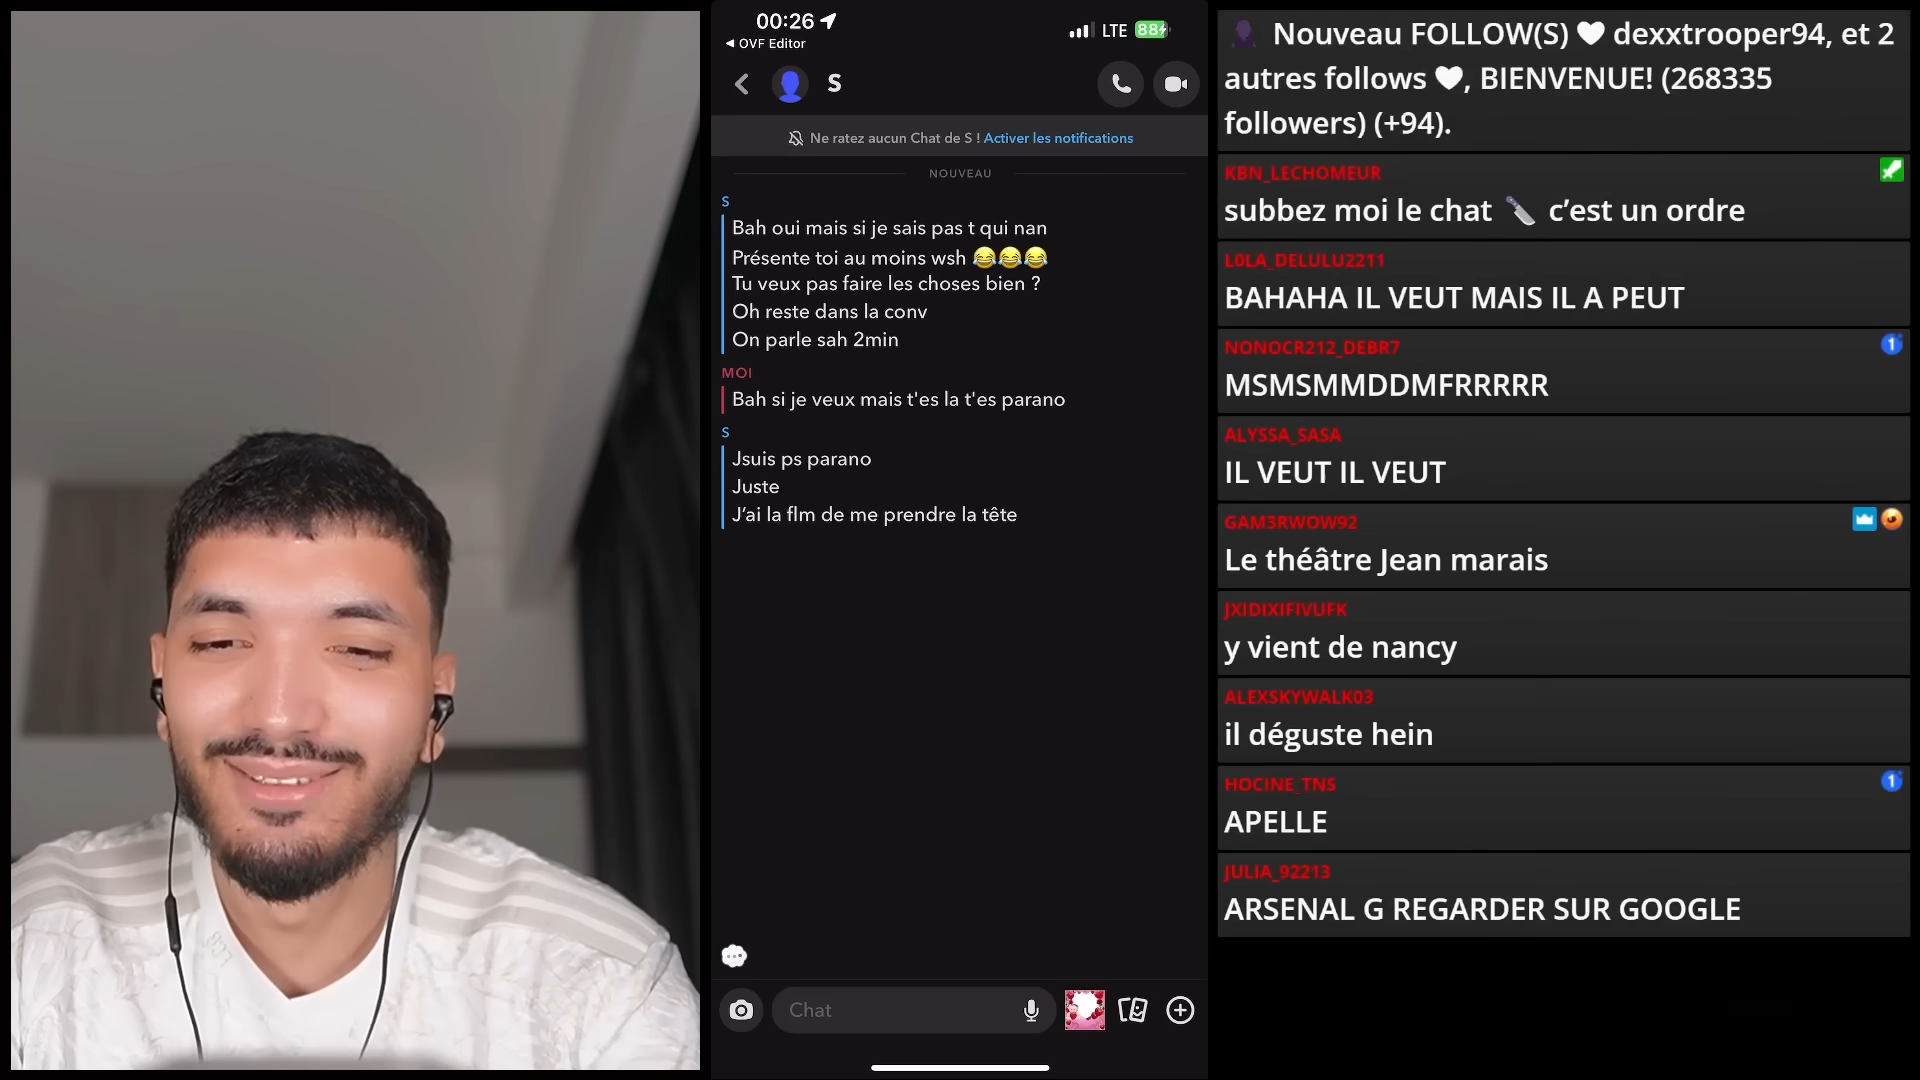 00:26
LTE
88
OVF Editor
S
Ne ratez aucun Chat de S ! Activer les notifications
NOUVEAU
S
Bah oui mais si je sais pas t qui nan
Présente toi au moins wsh 😂😂😂
Tu veux pas faire les choses bien ?
Oh reste dans la conv
On parle sah 2min
MOI
Bah si je veux mais t'es la t'es parano
S
Jsuis ps parano
Juste
J'ai la flm de me prendre la tête
Chat
Nouveau FOLLOW(S) 🤍 dexxtrooper94, et 2
autres follows 🤍, BIENVENUE! (268335
followers) (+94).
KBN_LECHOMEUR
subbez moi le chat 🔪 c’est un ordre
L0LA_DELULU2211
BAHAHA IL VEUT MAIS IL A PEUT
NONOCR212_DEBR7
1
MSMSMMDDMFRRRRR
ALYSSA_SASA
IL VEUT IL VEUT
GAM3RWOW92
Le théâtre Jean marais
JXIDIXIFIVUFK
y vient de nancy
ALEXSKYWALK03
il déguste hein
HOCINE_TNS
1
APELLE
JULIA_92213
ARSENAL G REGARDER SUR GOOGLE